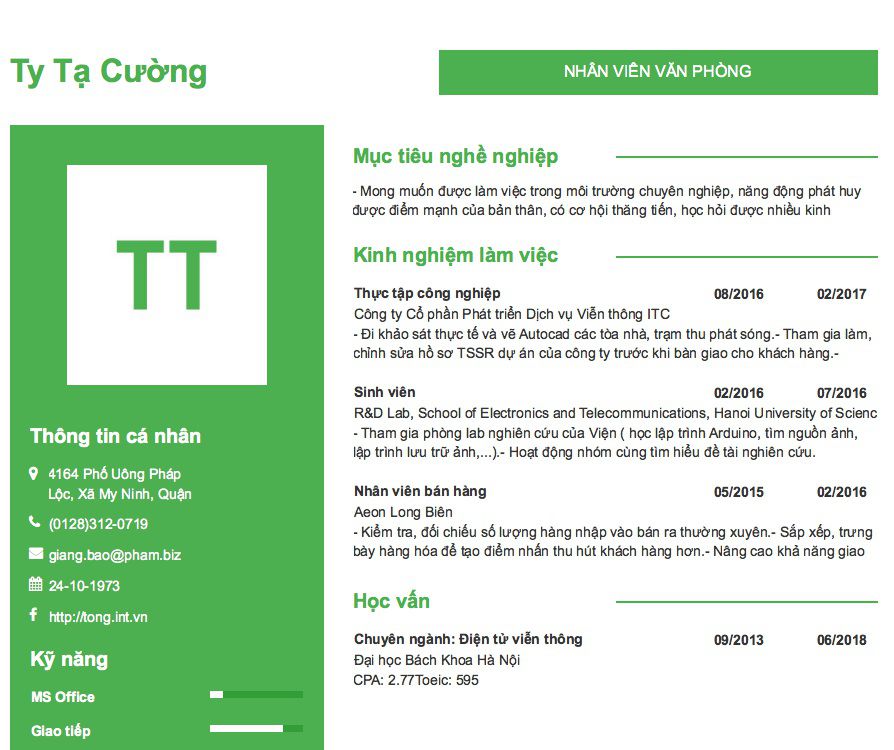 Ty Tạ Cường
NHÂN VIÊN VĂN PHÒNG
TT
Thông tin cá nhân
4164 Phố Uông Pháp
Lộc, Xã My Ninh, Quận
(0128)312-0719
giang.bao@pham.biz
24-10-1973
http://tong.int.vn
Kỹ năng
MS Office
Giao tiếp
Mục tiêu nghề nghiệp
- Mong muốn được làm việc trong môi trường chuyên nghiệp, năng động phát huy
được điểm mạnh của bản thân, có cơ hội thăng tiến, học hỏi được nhiều kinh
Kinh nghiệm làm việc
Thực tập công nghiệp 08/2016 02/2017
Công ty Cổ phần Phát triển Dịch vụ Viễn thông ITC
- Đi khảo sát thực tế và vẽ Autocad các tòa nhà, trạm thu phát sóng.- Tham gia làm,
chỉnh sửa hồ sơ TSSR dự án của công ty trước khi bàn giao cho khách hàng.-
Sinh viên 02/2016 07/2016
R&D Lab, School of Electronics and Telecommunications, Hanoi University of Scienc
- Tham gia phòng lab nghiên cứu của Viện ( học lập trình Arduino, tìm nguồn ảnh,
lập trình lưu trữ ảnh,...).- Hoạt động nhóm cùng tìm hiểu đề tài nghiên cứu.
Nhân viên bán hàng 05/2015 02/2016
Aeon Long Biên
- Kiểm tra, đối chiếu số lượng hàng nhập vào bán ra thường xuyên.- Sắp xếp, trưng
bày hàng hóa để tạo điểm nhấn thu hút khách hàng hơn.- Nâng cao khả năng giao
Học vấn
Chuyên ngành: Điện tử viễn thông 09/2013 06/2018
Đại học Bách Khoa Hà Nội
CPA: 2.77Toeic: 595